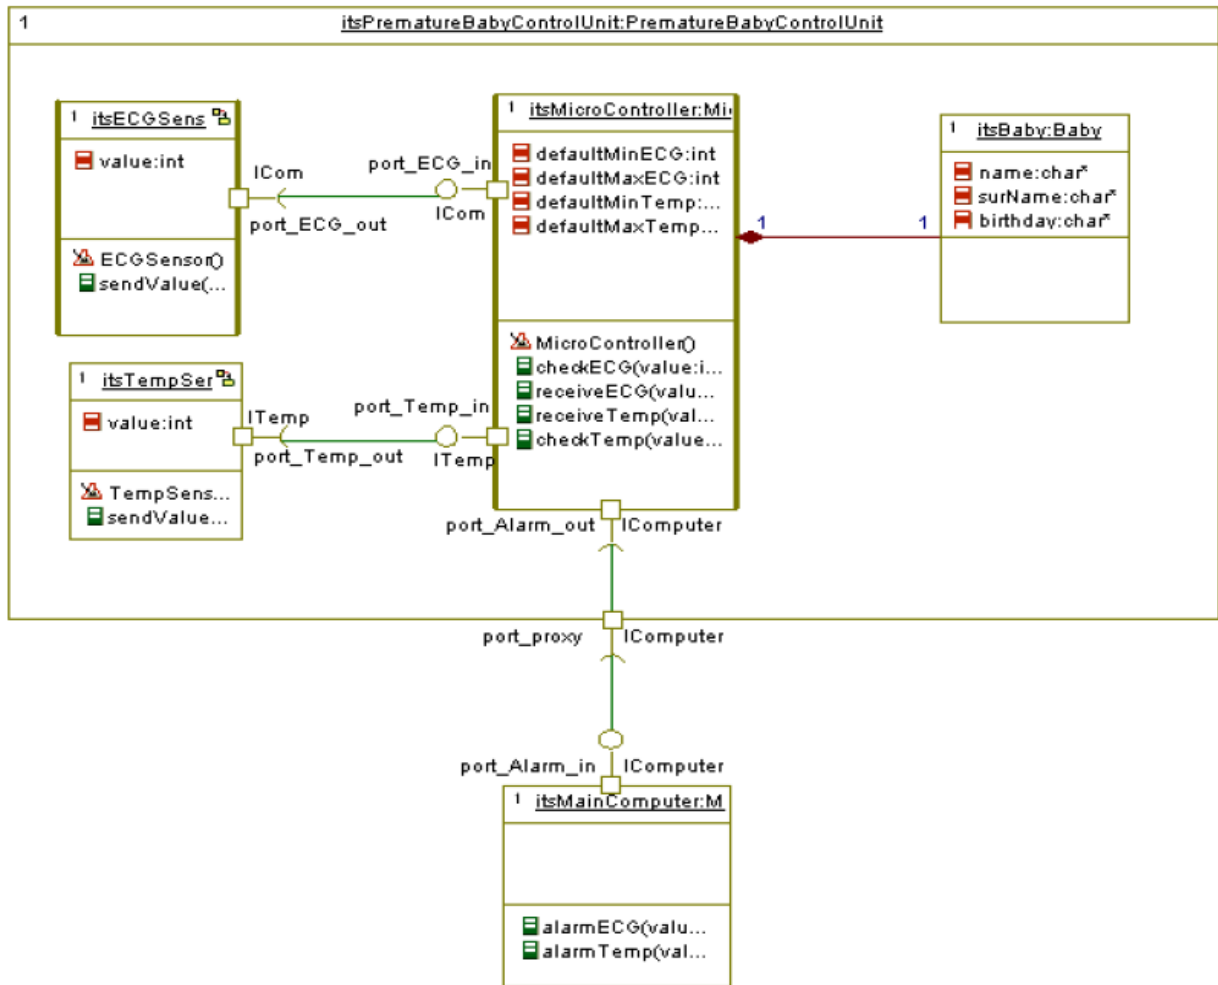 1 itsPrematureBabyControlUnit:PrematureBabyControlUnit
1 itsECGSens
value:int
ECGSensor()
sendValue(...
ICom
port_ECG_out
port_ECG_in
ICom
1 itsMicroController:Mi
defaultMinECG:int
defaultMaxECG:int
defaultMinTemp:...
defaultMaxTemp...
MicroController()
checkECG(value:i...
receiveECG(valu...
receiveTemp(val...
checkTemp(value...
1 1
1 itsBaby:Baby
name:char*
surName:char*
birthday:char*
1 itsTempSer
value:int
TempSens...
sendValue...
ITemp
port_Temp_out
port_Temp_in
ITemp
port_Alarm_out IComputer
port_proxy IComputer
port_Alarm_in IComputer
1 itsMainComputer:M
alarmECG(valu...
alarmTemp(val...